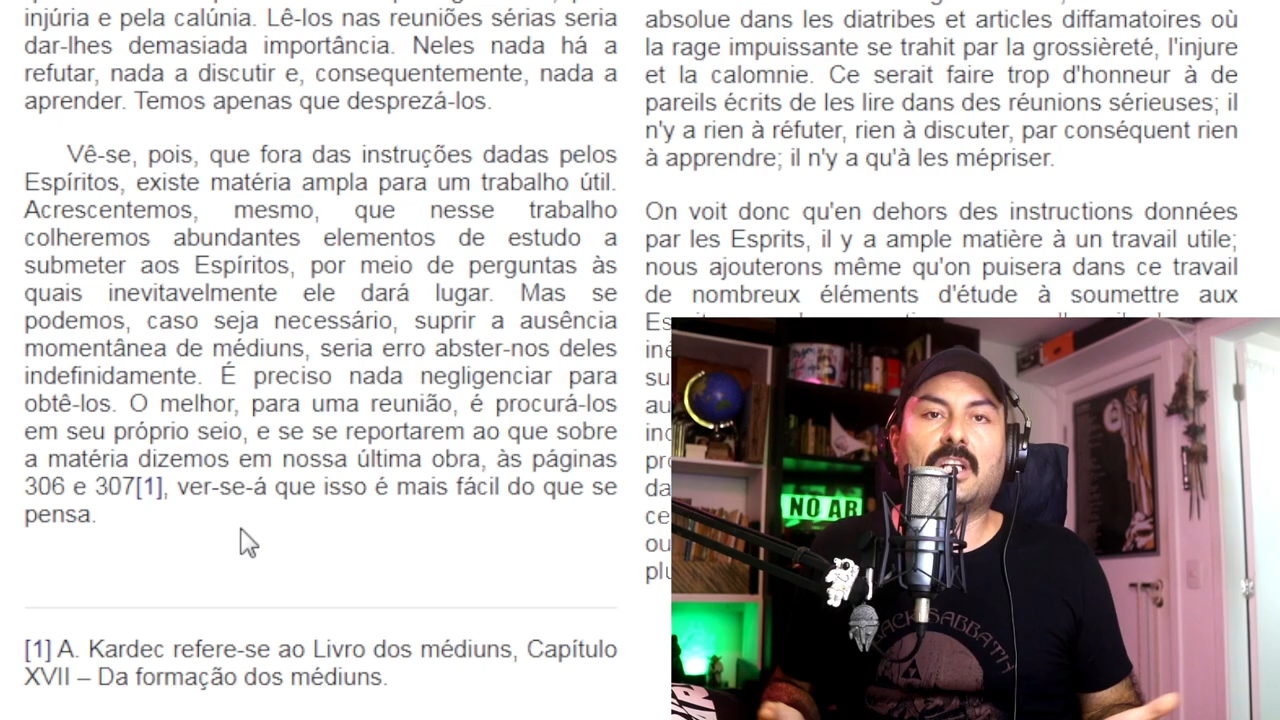 injúria e pela calúnia. Lê-los nas reuniões sérias seria
dar-lhes demasiada importância. Neles nada há a
refutar, nada a discutir e, consequentemente, nada a
aprender. Temos apenas que desprezá-los.
Vê-se, pois, que fora das instruções dadas pelos
Espíritos, existe matéria ampla para um trabalho útil.
Acrescentemos, mesmo, que nesse trabalho
colheremos abundantes elementos de estudo a
submeter aos Espíritos, por meio de perguntas às
quais inevitavelmente ele dará lugar. Mas se
podemos, caso seja necessário, suprir a ausência
momentânea de médiuns, seria erro abster-nos deles
indefinidamente. É preciso nada negligenciar para
obtê-los. O melhor, para uma reunião, é procurá-los
em seu próprio seio, e se se reportarem ao que sobre
a matéria dizemos em nossa última obra, às páginas
306 e 307[1], ver-se-á que isso é mais fácil do que se
pensa.
[1] A. Kardec refere-se ao Livro dos médiuns, Capítulo
XVII – Da formação dos médiuns.
absolue dans les diatribes et articles diffamatoires où
la rage impuissante se trahit par la grossièreté, l'injure
et la calomnie. Ce serait faire trop d'honneur à de
pareils écrits de les lire dans des réunions sérieuses; il
n'y a rien à réfuter, rien à discuter, par conséquent rien
à apprendre; il n'y a qu'à les mépriser.
On voit donc qu'en dehors des instructions données
par les Esprits, il y a ample matière à un travail utile;
nous ajouterons même qu'on puisera dans ce travail
de nombreux éléments d'étude à soumettre aux
NO AR
BLACK SABBATH